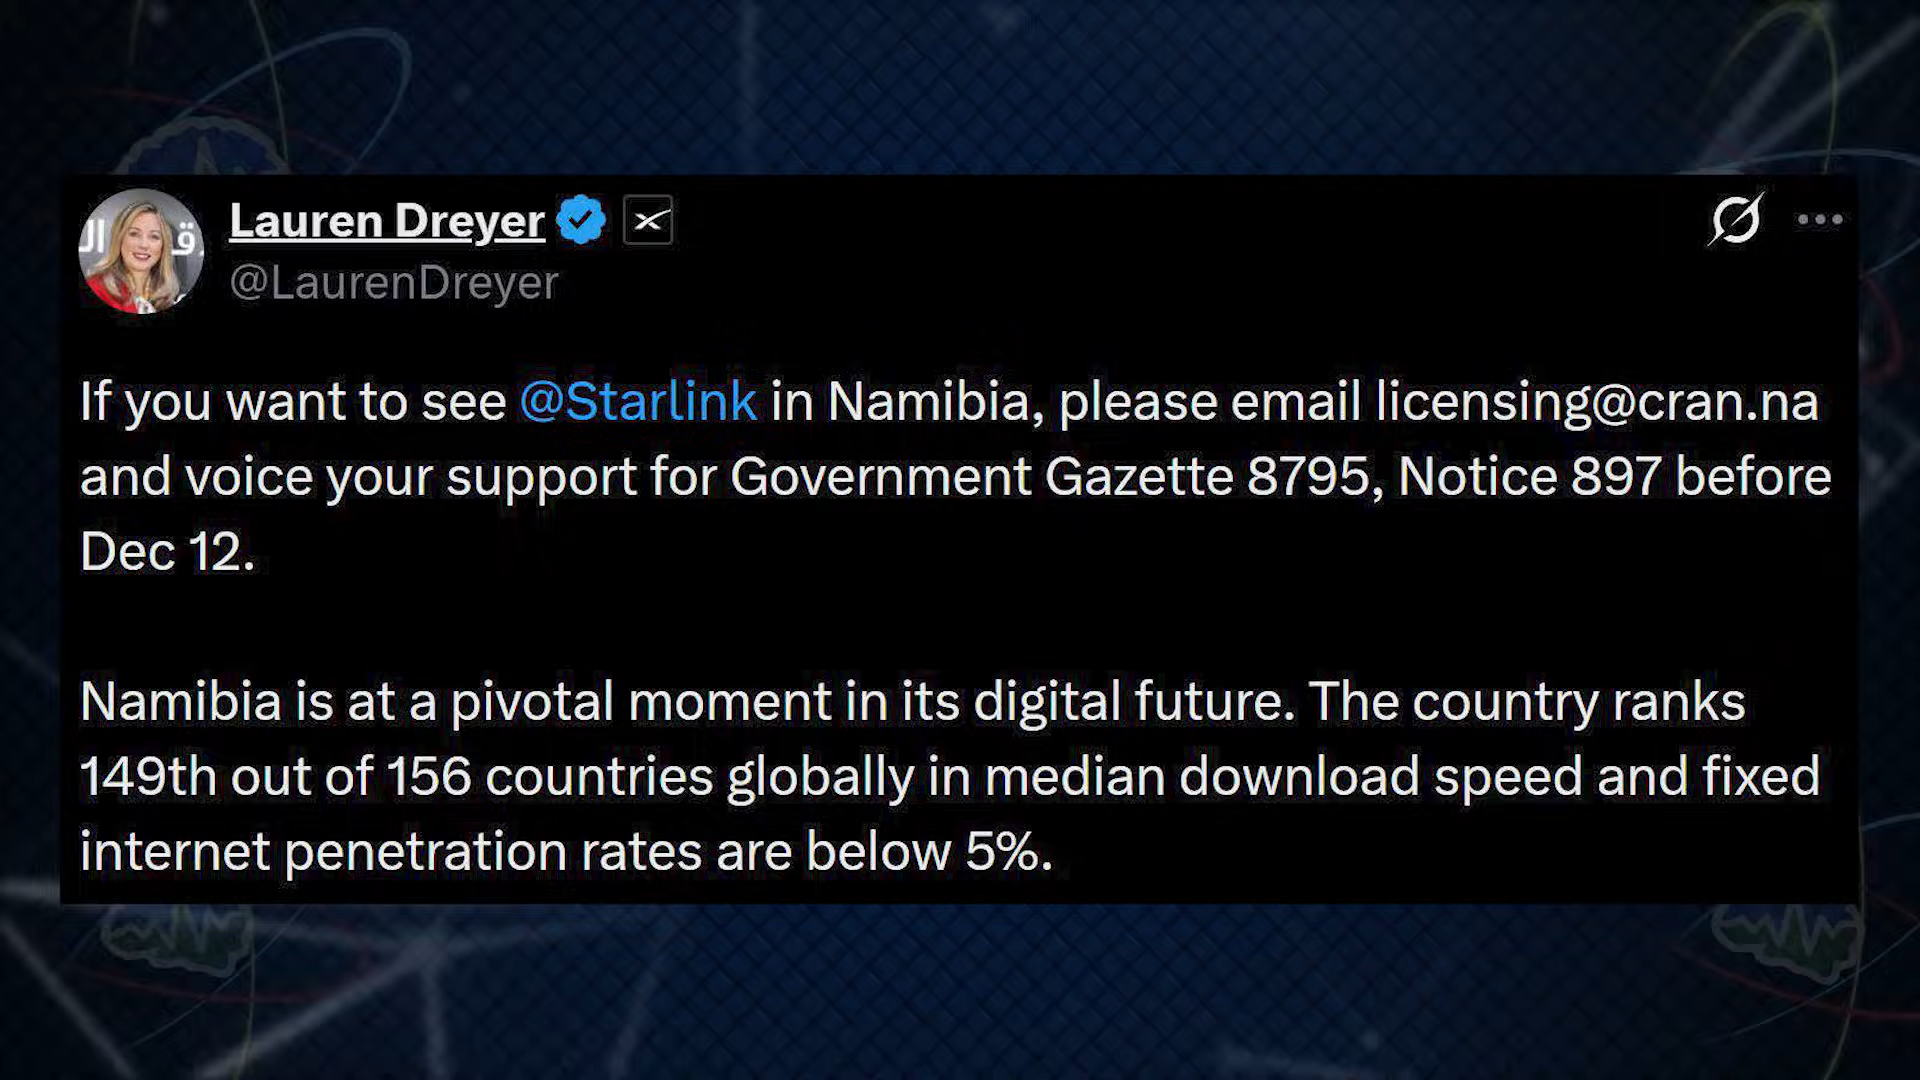 Lauren Dreyer
@LaurenDreyer
If you want to see @Starlink in Namibia, please email licensing@cran.na
and voice your support for Government Gazette 8795, Notice 897 before
Dec 12.
Namibia is at a pivotal moment in its digital future. The country ranks
149th out of 156 countries globally in median download speed and fixed
internet penetration rates are below 5%.